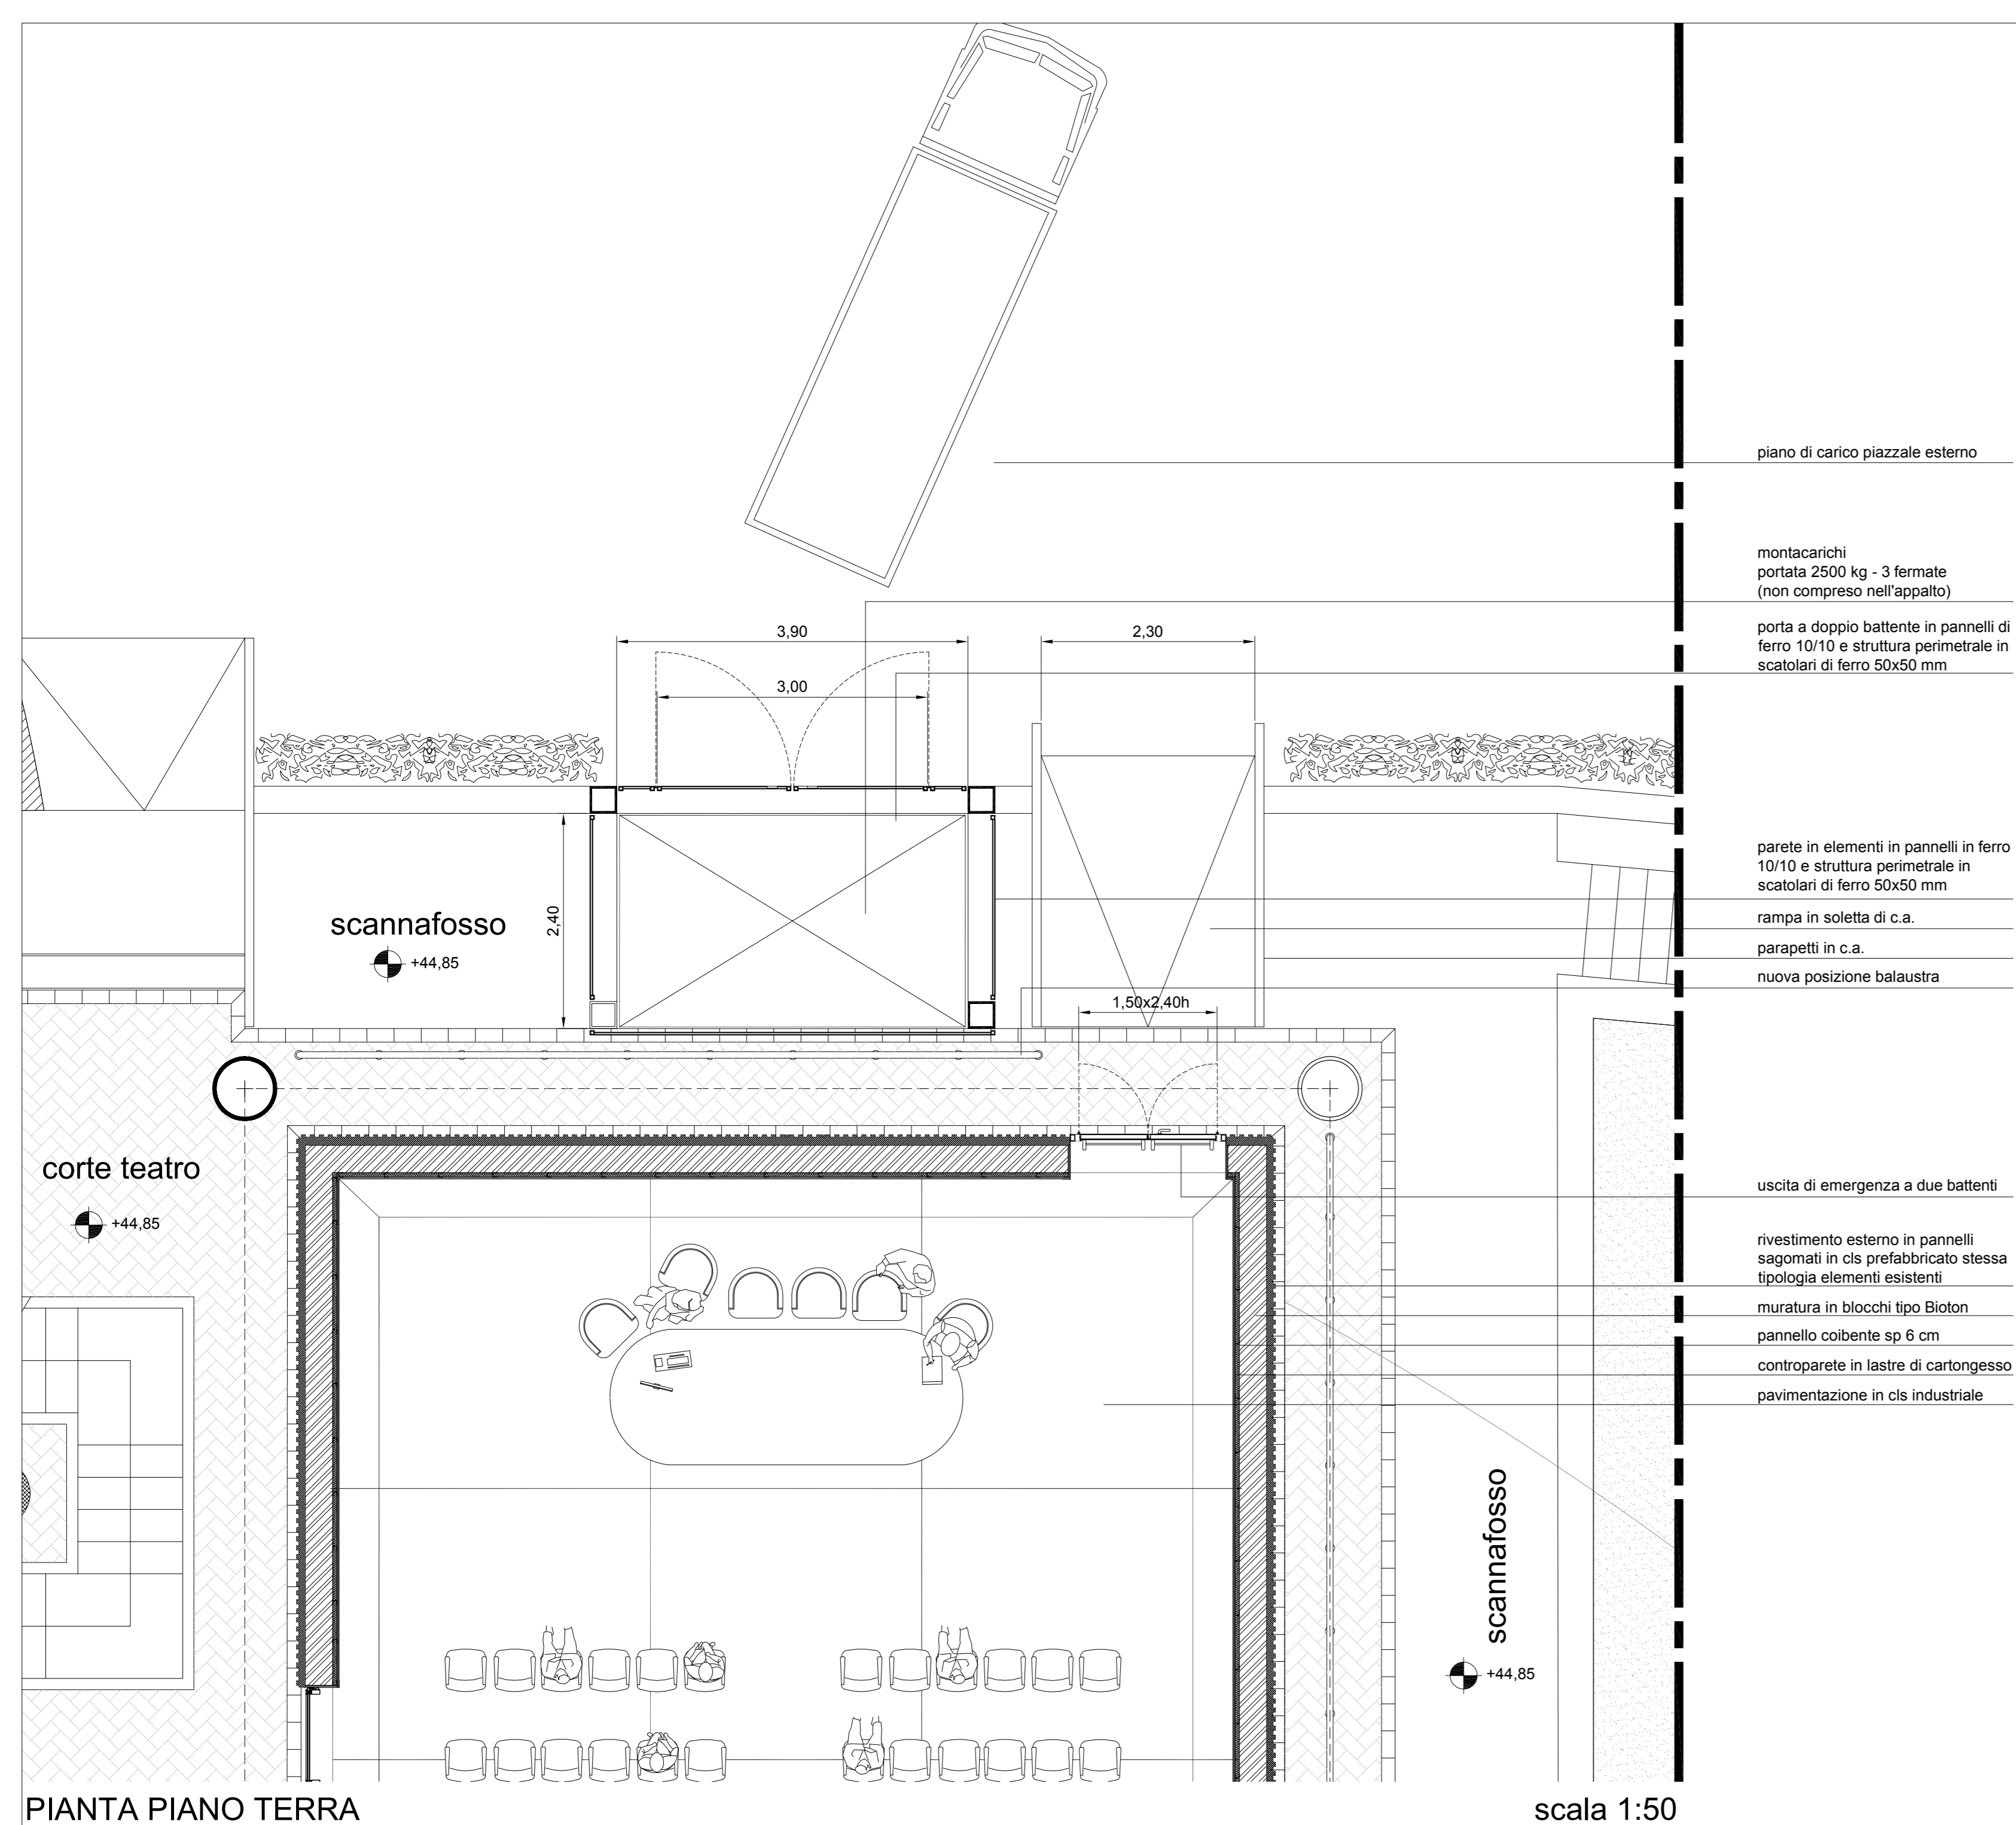 piano di carico piazzale esterno
montacarichi
portata 2500 kg - 3 fermate
(non compreso nell'appalto)
porta a doppio battente in pannelli di
ferro 10/10 e struttura perimetrale in
scatolari di ferro 50x50 mm
3,90
2,30
3,00
parete in elementi in pannelli in ferro
10/10 e struttura perimetrale in
scatolari di ferro 50x50 mm
scannafosso
+44,85
2,40
rampa in soletta di c.a.
parapetti in c.a.
nuova posizione balaustra
1,50x2,40h
corte teatro
+44,85
uscita di emergenza a due battenti
rivestimento esterno in pannelli
sagomati in cls prefabbricato stessa
tipologia elementi esistenti
muratura in blocchi tipo Bioton
pannello coibente sp 6 cm
controparete in lastre di cartongesso
pavimentazione in cls industriale
scannafosso
+44,85
PIANTA PIANO TERRA
scala 1:50